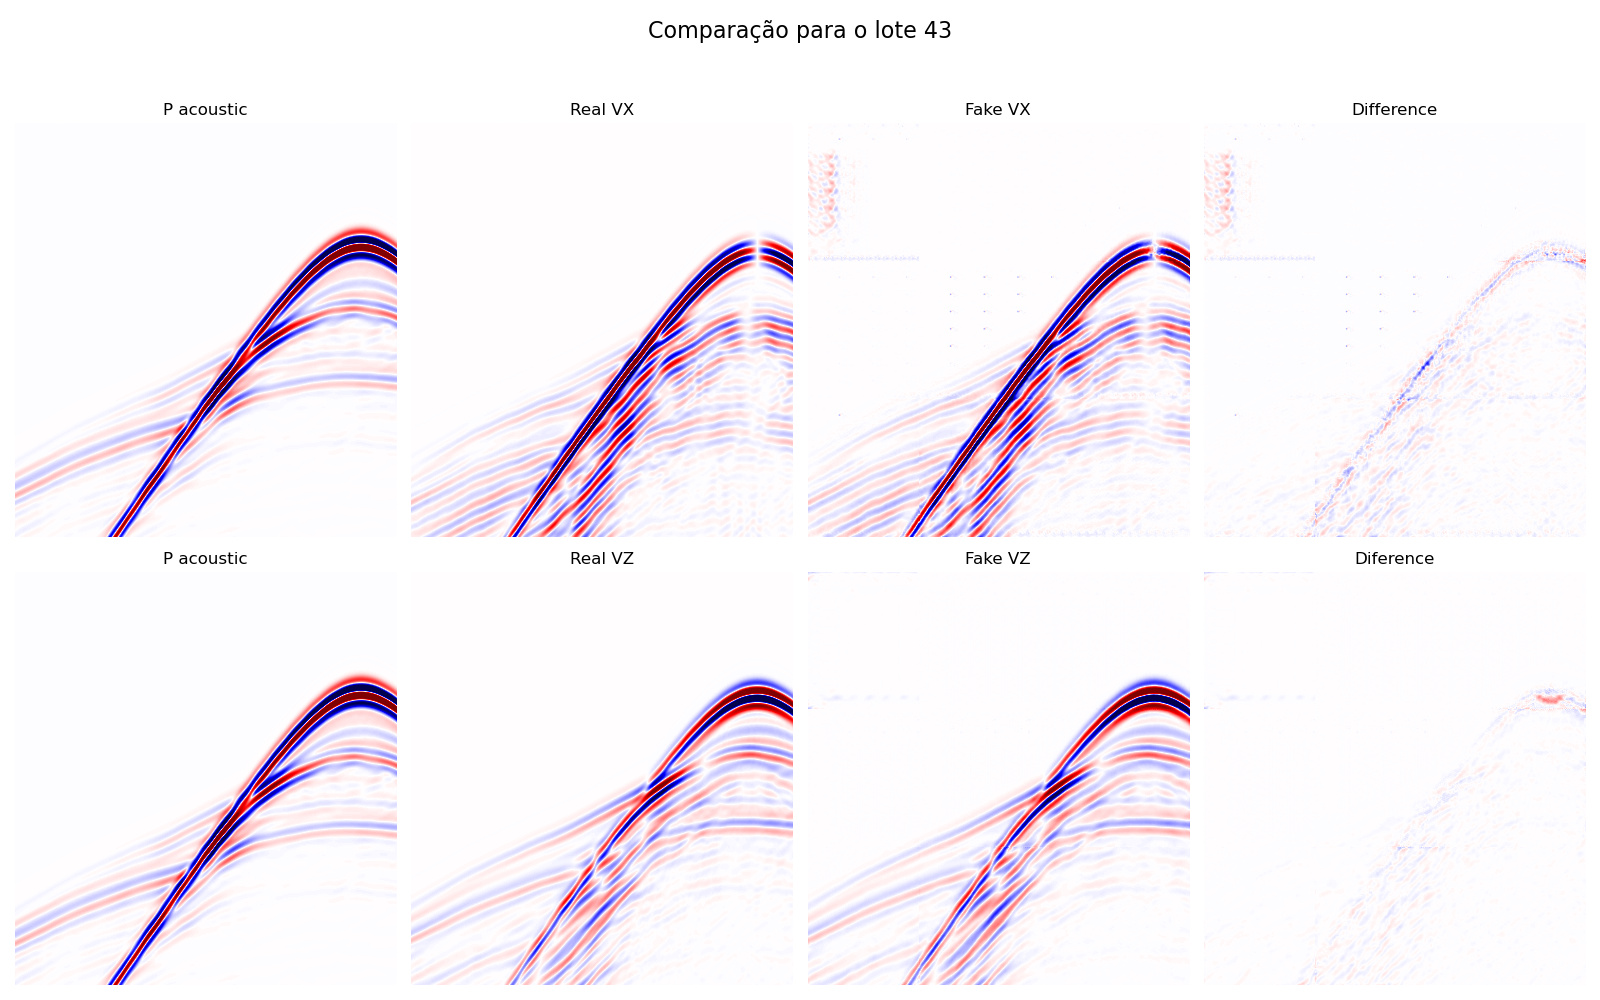 Comparação para o lote 43
P acoustic
Real VX
Fake VX
Difference
P acoustic
Real VZ
Fake VZ
Diference